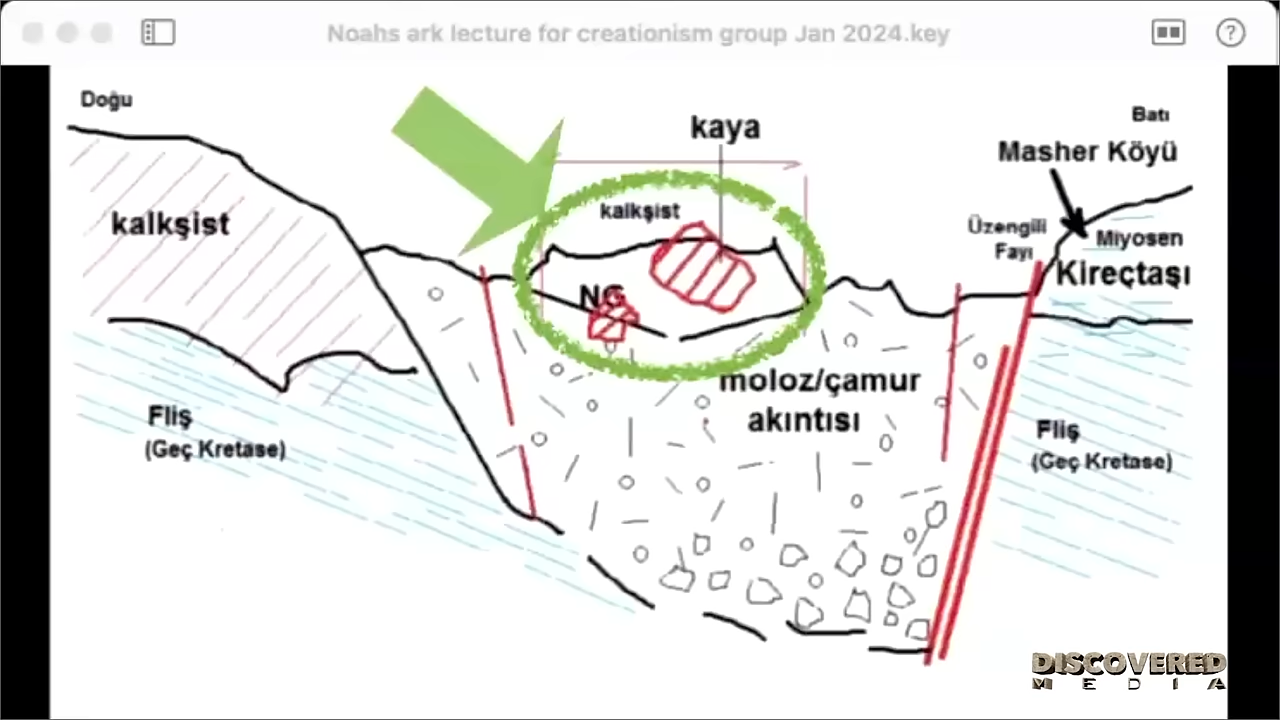 Noahs ark lecture for creationism group Jan 2024.key
Doğu
Batı
kaya
Masher Köyü
kalkşist
kalkşist
Üzengili
Fayı
Miyosen
Kireçtaşı
NG
moloz/çamur
akıntısı
Fliş
(Geç Kretase)
Fliş
(Geç Kretase)
DISCOVERED
MEDIA